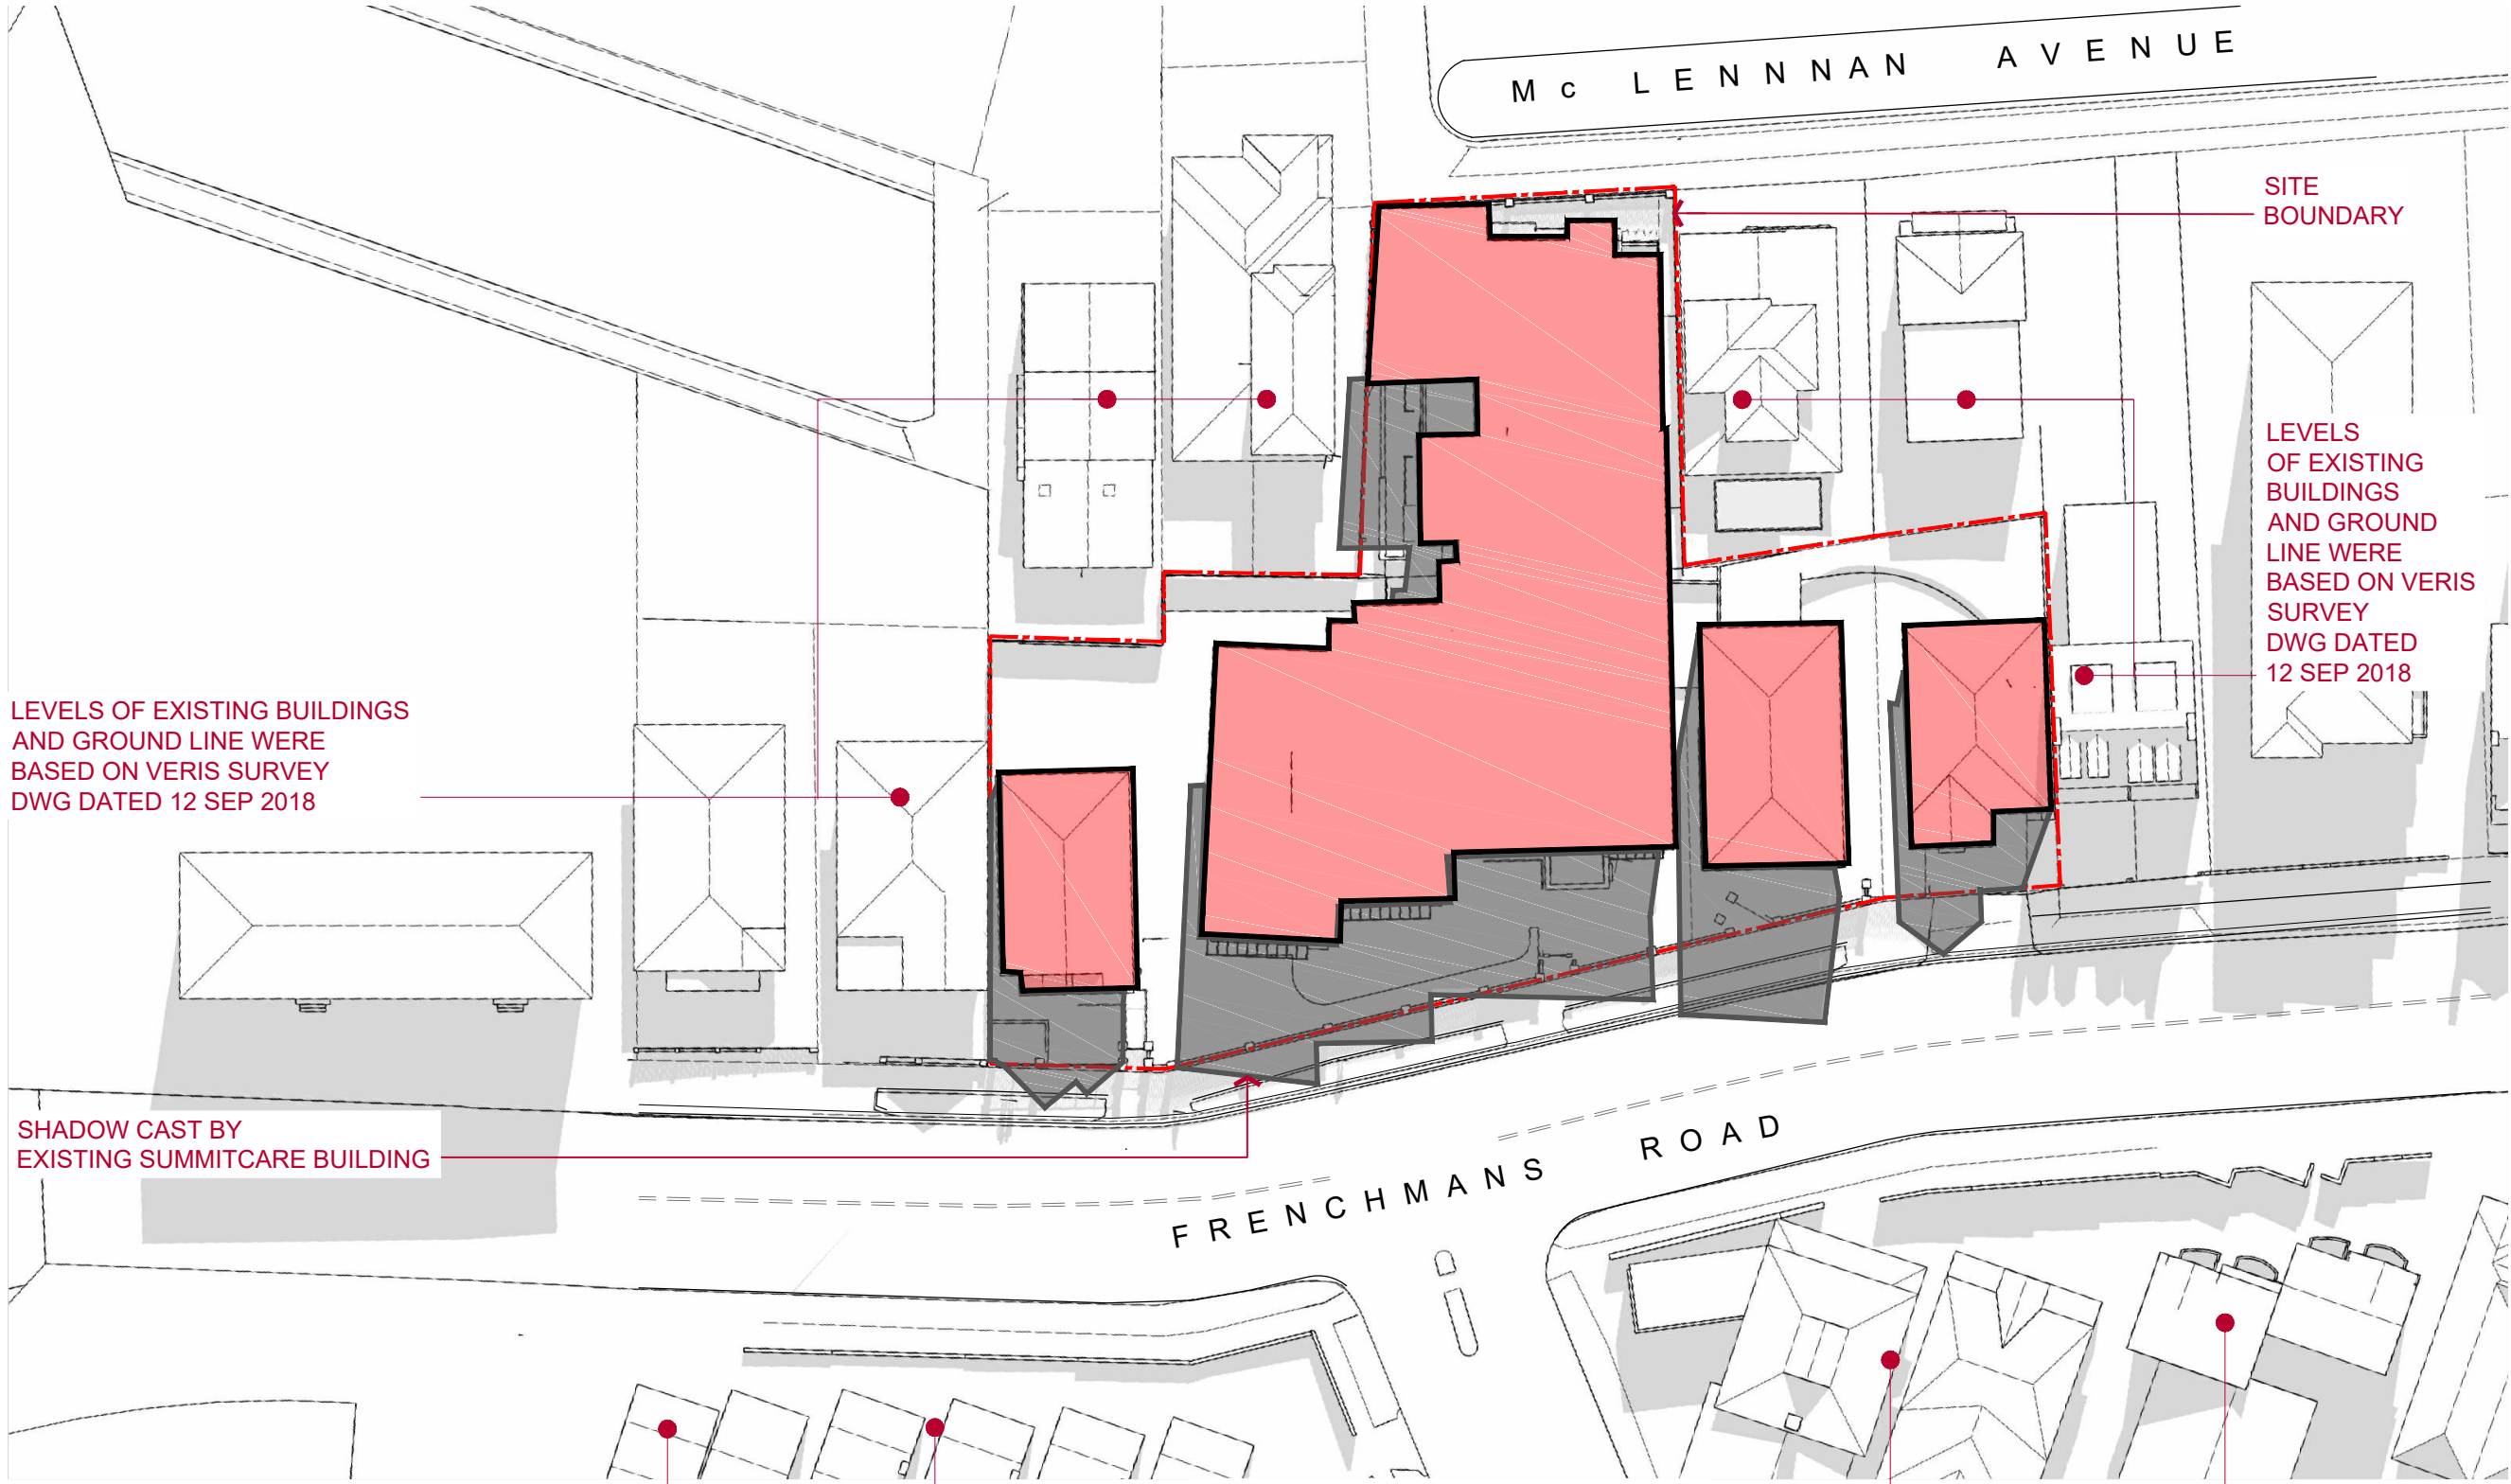 Mc LENNNAN AVENUE
SITE
BOUNDARY
LEVELS
OF EXISTING
BUILDINGS
AND GROUND
LINE WERE
BASED ON VERIS
SURVEY
DWG DATED
12 SEP 2018
LEVELS OF EXISTING BUILDINGS
AND GROUND LINE WERE
BASED ON VERIS SURVEY
DWG DATED 12 SEP 2018
SHADOW CAST BY
EXISTING SUMMITCARE BUILDING
FRENCHMANS ROAD